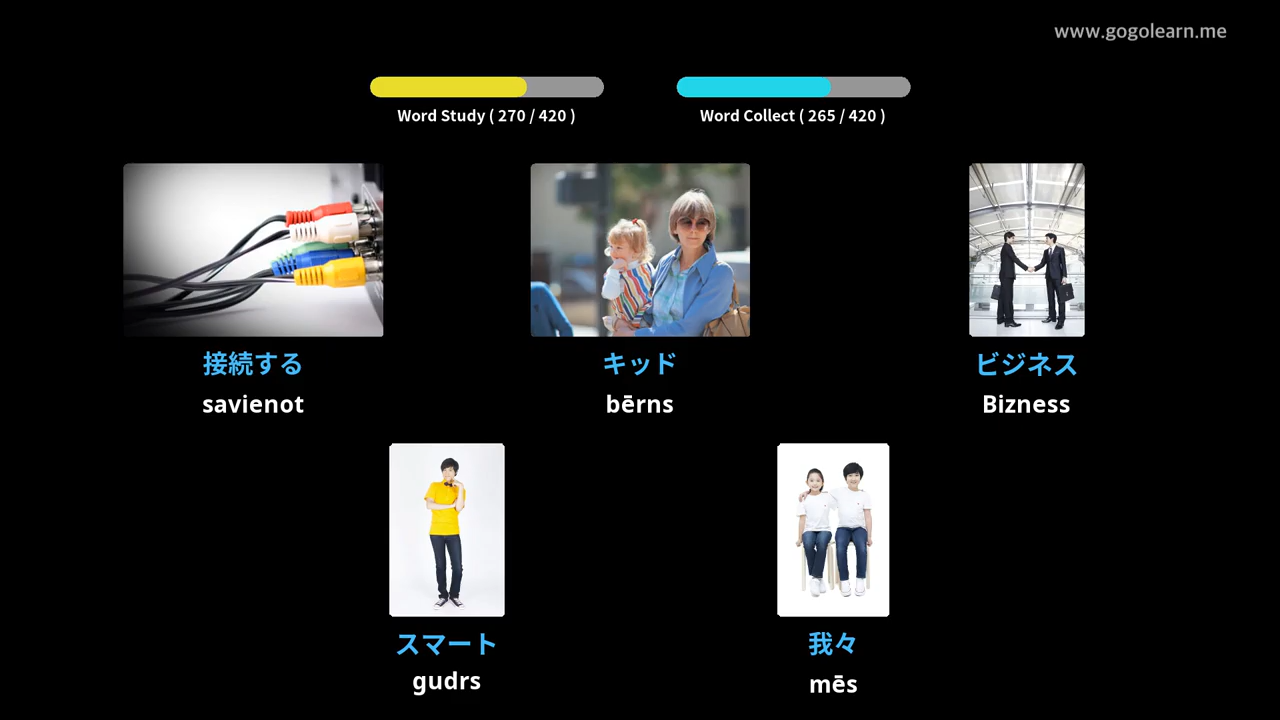 www.gogolearn.me
Word Study ( 270 / 420 )
Word Collect ( 265 / 420 )
接続する
savienot
キッド
bērns
ビジネス
Bizness
スマート
gudrs
我々
mēs